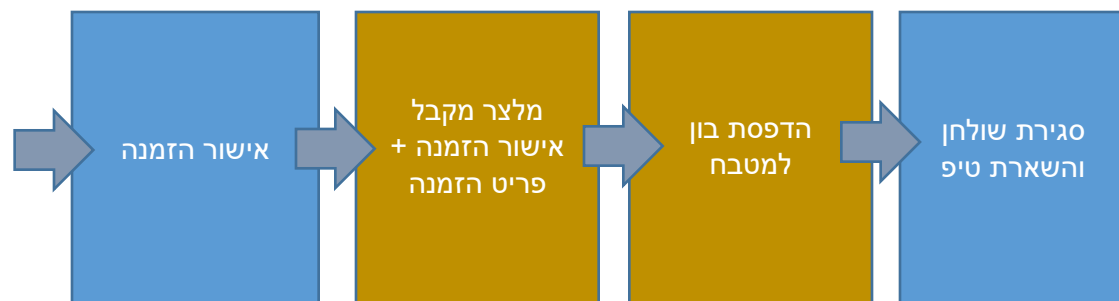 אישור הזמנה
מלצר מקבל
אישור הזמנה +
פריט הזמנה
הדפסת בון
למטבח
סגירת שולחן
והשארת טיפ